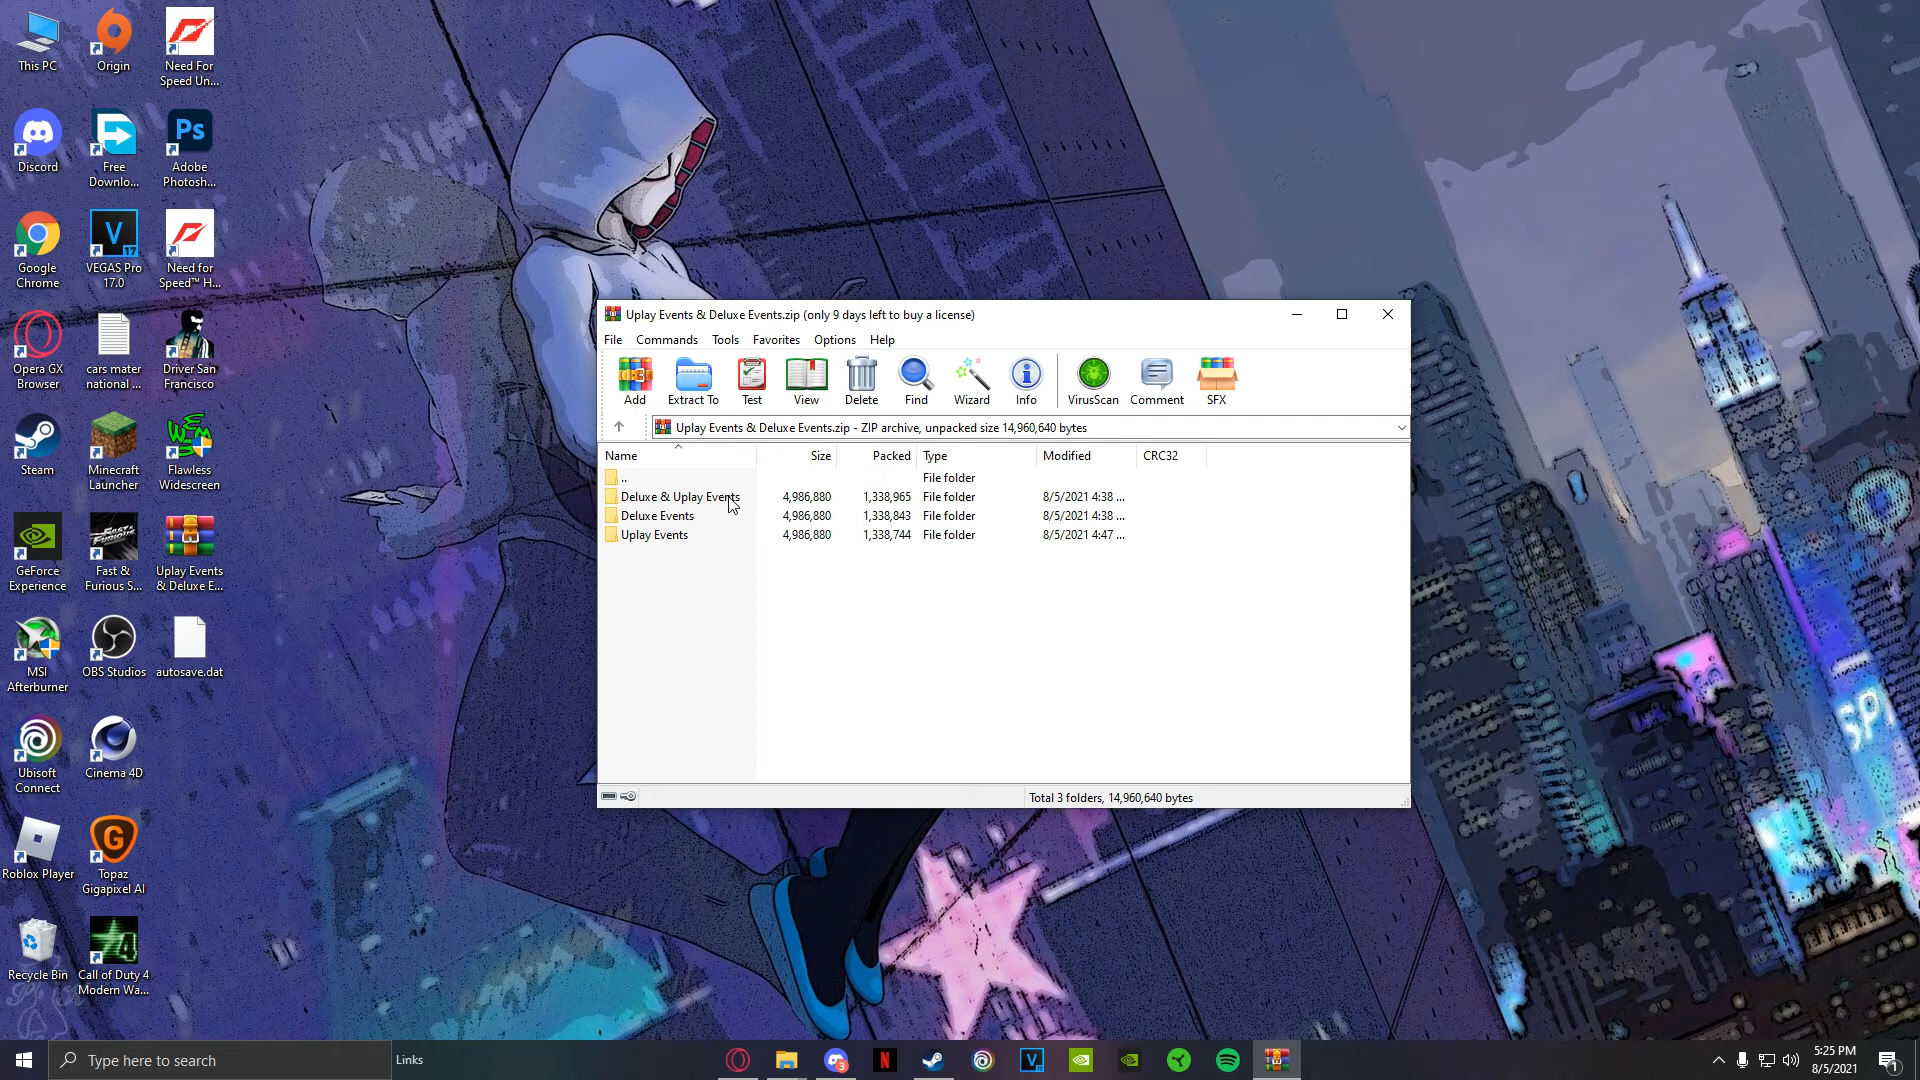 This PC
Origin
Need For
Speed Un...
Discord
Free
Downlo...
Ps
Adobe
Photosh...
Google
Chrome
V
17
VEGAS Pro
17.0
Need for
Speed™ H...
Opera GX
Browser
cars mater
national ...
Driver San
Francisco
Steam
Minecraft
Launcher
Flawless
Widescreen
GeForce
Experience
Fast &
Furious S...
Uplay Events
& Deluxe E...
MSI
Afterburner
OBS Studios
autosave.dat
Ubisoft
Connect
Cinema 4D
Roblox Player
Topaz
Gigapixel AI
Recycle Bin
Call of Duty 4
Modern Wa...
Uplay Events & Deluxe Events.zip (only 9 days left to buy a license)
File Commands Tools Favorites Options Help
Add Extract To Test View Delete Find Wizard Info VirusScan Comment SFX
Uplay Events & Deluxe Events.zip - ZIP archive, unpacked size 14,960,640 bytes
Name Size Packed Type Modified CRC32
.. File folder
Deluxe & Uplay Events 4,986,880 1,338,965 File folder 8/5/2021 4:38 ...
Deluxe Events 4,986,880 1,338,843 File folder 8/5/2021 4:38 ...
Uplay Events 4,986,880 1,338,744 File folder 8/5/2021 4:47 ...
Total 3 folders, 14,960,640 bytes
SPI
Type here to search
Links
3
N
V
5:25 PM
8/5/2021
1